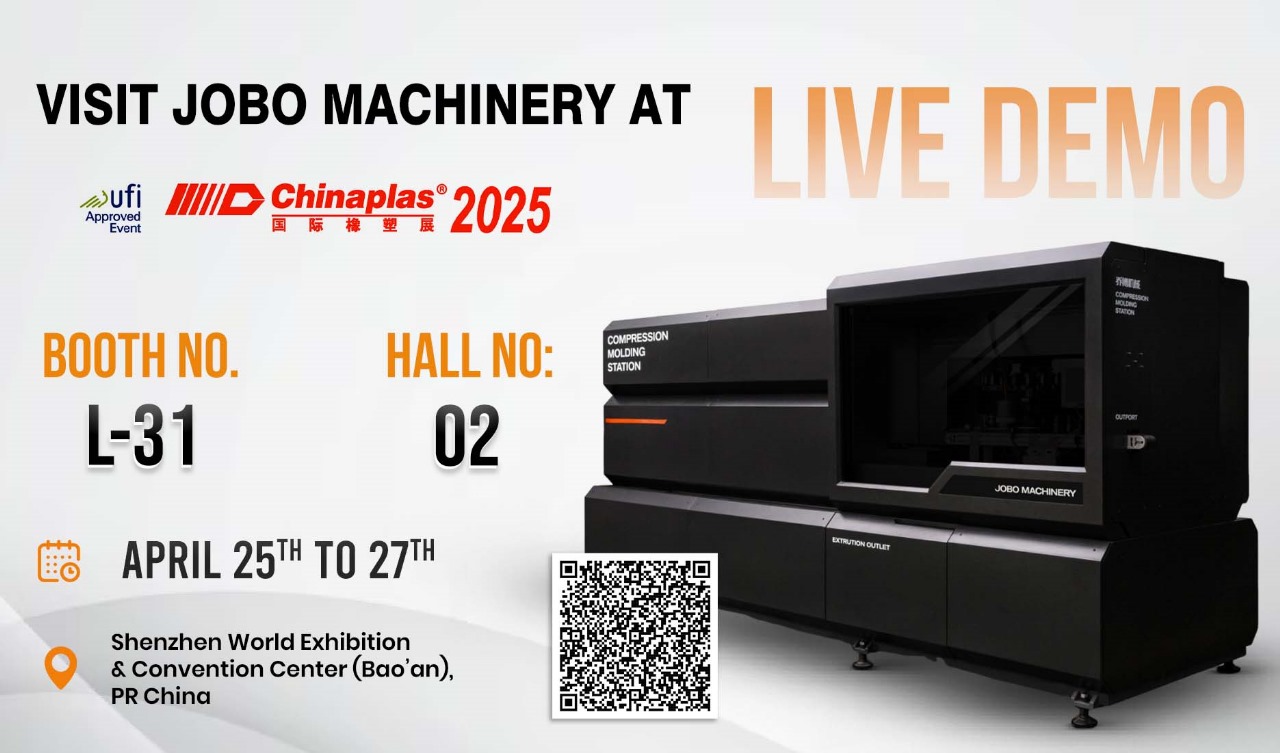 VISIT JOBO MACHINERY AT
LIVE DEMO
ufi
Approved
Event
Chinaplas® 2025
国际橡塑展
BOOTH NO.
L-31
HALL NO:
02
APRIL 25TH TO 27TH
Shenzhen World Exhibition
& Convention Center (Bao'an),
PR China
COMPRESSION
MOLDING
STATION
JOBO MACHINERY
EXTRUTION OUTLET
COMPRESSION
MOLDING
STATION
OUTPORT